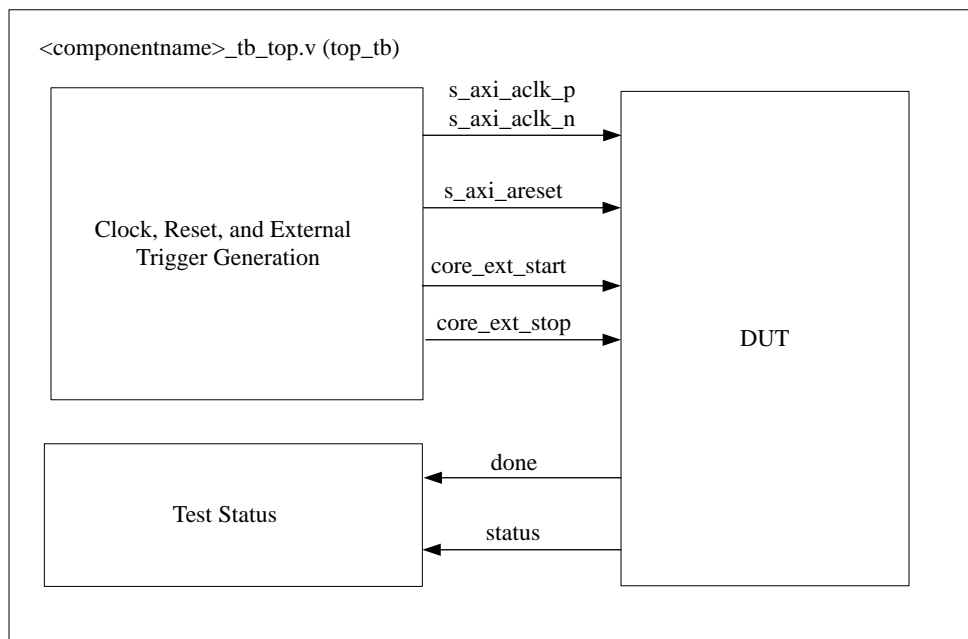 <componentname>_tb_top.v (top_tb)
s_axi_aclk_p
s_axi_aclk_n
s_axi_areset
Clock, Reset, and External
Trigger Generation
core_ext_start
core_ext_stop
DUT
done
Test Status
status